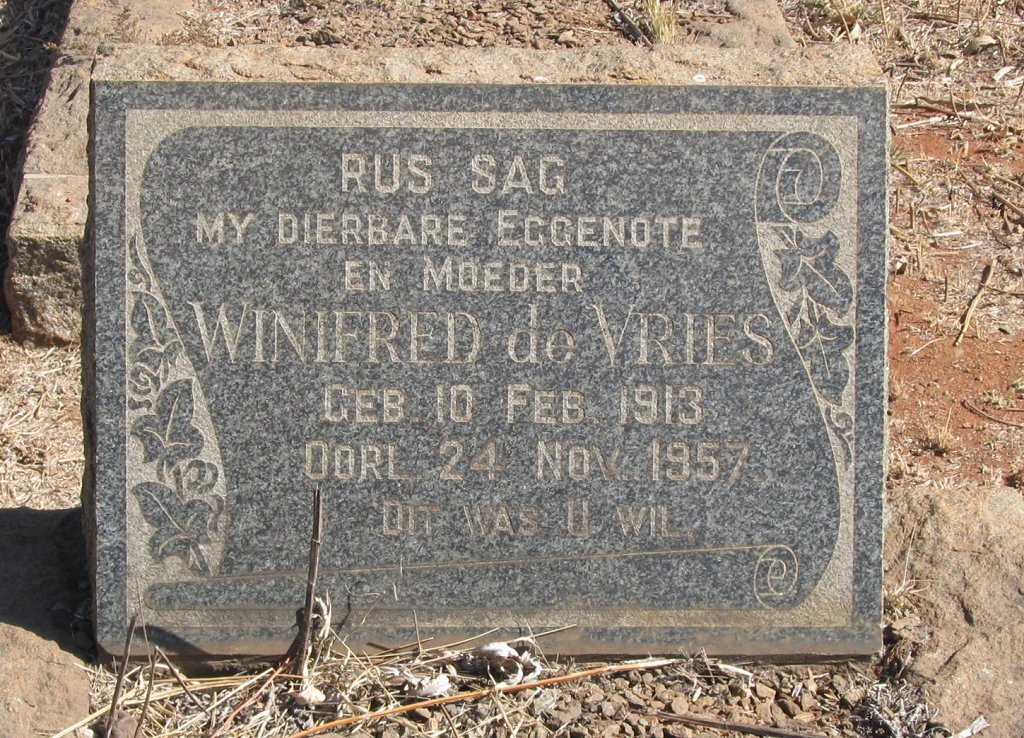 RUS SAG
MY DIERBARE EGGENOTE
EN MOEDER
WINIFRED de VRIES
GEB. 10 FEB. 1913
OORL. 24 NOV. 1957.
DIT WAS U WIL.